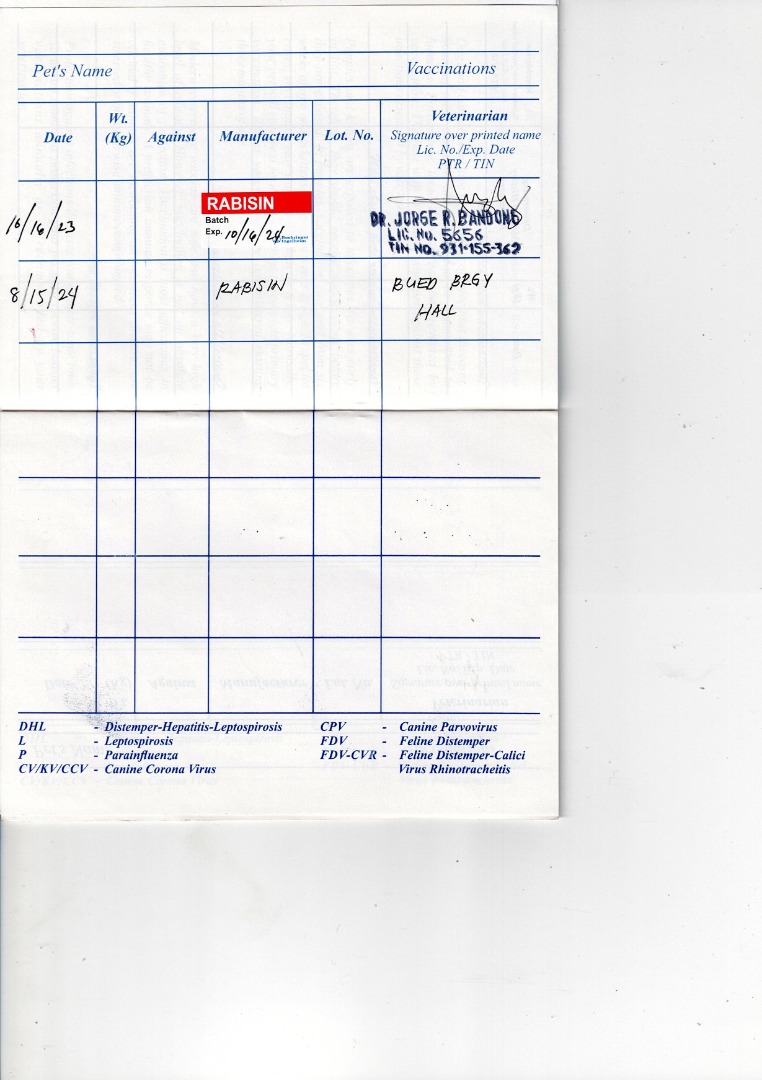 Pet's Name Vaccinations
Date Wt. (Kg) Against Manufacturer Lot. No. Veterinarian
Signature over printed name
Lic. No./Exp. Date
PTR / TIN
10/16/23 RABISIN
Batch
Exp. 10/16/24
Boehringer
Ingelheim
DR. JORGE R. BANDONG
LIC. No. 5656
TIN NO. 931-155-362
8/15/24 RABISIN BUED BRGY
HALL
DHL - Distemper-Hepatitis-Leptospirosis CPV - Canine Parvovirus
L - Leptospirosis FDV - Feline Distemper
P - Parainfluenza FDV-CVR - Feline Distemper-Calici
CV/KV/CCV - Canine Corona Virus Virus Rhinotracheitis